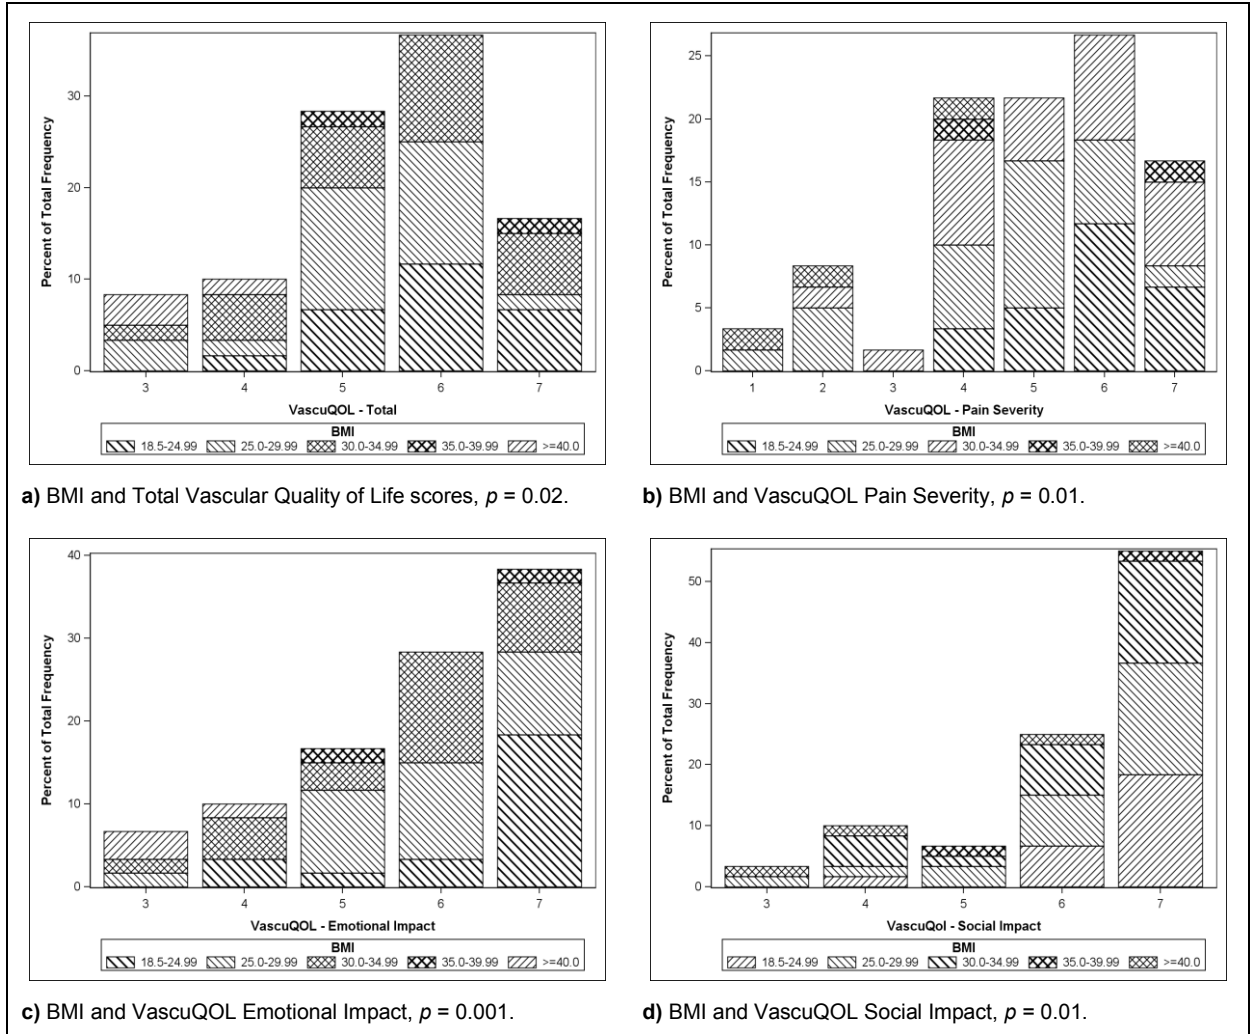 Percent of Total Frequency
30
20
10
0
3 4 5 6 7
VascuQOL - Total
BMI
18.5-24.99 25.0-29.99 30.0-34.99 35.0-39.99 >=40.0
a) BMI and Total Vascular Quality of Life scores, p = 0.02.
Percent of Total Frequency
25
20
15
10
5
0
1 2 3 4 5 6 7
VascuQOL - Pain Severity
BMI
18.5-24.99 25.0-29.99 30.0-34.99 35.0-39.99 >=40.0
b) BMI and VascuQOL Pain Severity, p = 0.01.
Percent of Total Frequency
40
30
20
10
0
3 4 5 6 7
VascuQOL - Emotional Impact
BMI
18.5-24.99 25.0-29.99 30.0-34.99 35.0-39.99 >=40.0
c) BMI and VascuQOL Emotional Impact, p = 0.001.
Percent of Total Frequency
50
40
30
20
10
0
3 4 5 6 7
VascuQol - Social Impact
BMI
18.5-24.99 25.0-29.99 30.0-34.99 35.0-39.99 >=40.0
d) BMI and VascuQOL Social Impact, p = 0.01.